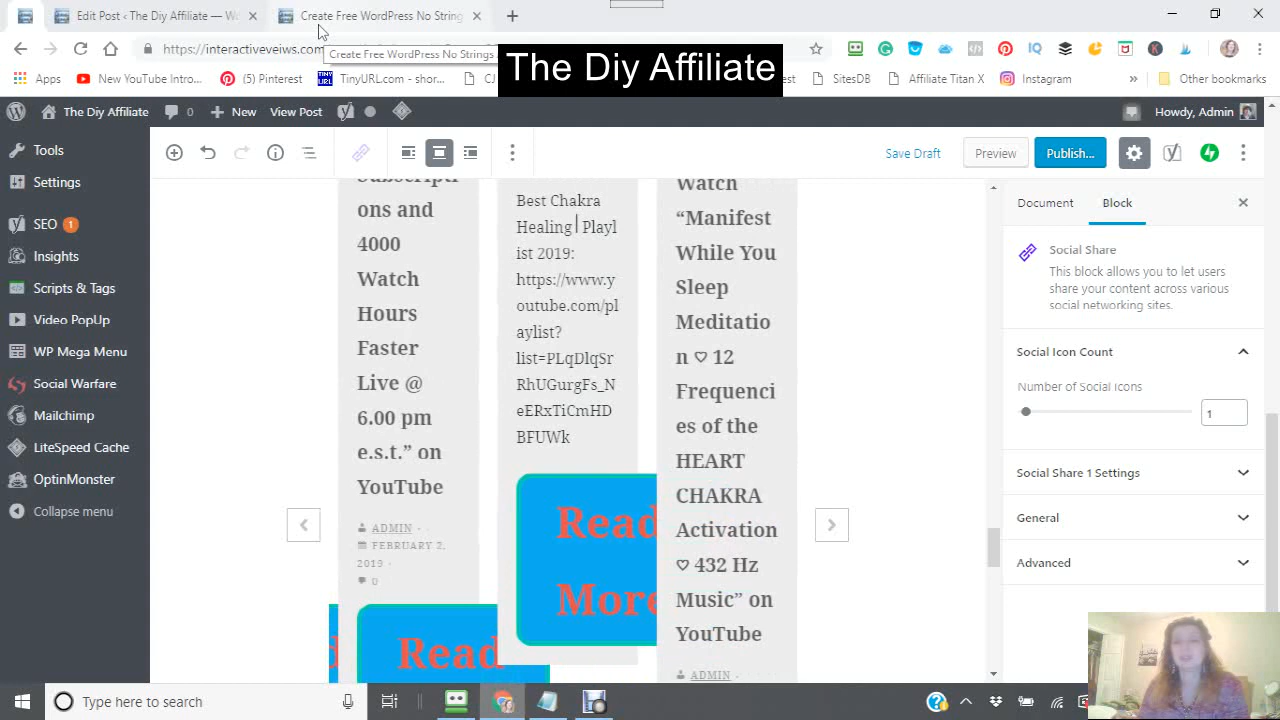 Edit Post ‹ The Diy Affiliate — Wo
Create Free WordPress No String
https://interactiveveiws.com
Create Free WordPress No Strings
The Diy Affiliate
Apps
New YouTube Intro...
(5) Pinterest
TINY URL
TinyURL.com - shor...
CJ
SitesDB
Affiliate Titan X
Instagram
»
Other bookmarks
The Diy Affiliate
0
New
View Post
Howdy, Admin
Tools
Settings
SEO 1
Insights
Scripts & Tags
Video PopUp
WP Mega Menu
Social Warfare
Mailchimp
LiteSpeed Cache
OptinMonster
Collapse menu
Save Draft
Preview
Publish...
Subscripti
ons and
4000
Watch
Hours
Faster
Live @
6.00 pm
e.s.t.” on
YouTube
ADMIN -
FEBRUARY 2,
2019 -
0
Read
Best Chakra
Healing│Playl
ist 2019:
https://www.y
outube.com/pl
aylist?
list=PLqDlqSr
RhUGurgFs_N
eERxTiCmHD
BFUWk
Read
More
Watch
“Manifest
While You
Sleep
Meditatio
n ♡ 12
Frequenci
es of the
HEART
CHAKRA
Activation
♡ 432 Hz
Music” on
YouTube
ADMIN
Document
Block
Social Share
This block allows you to let users
share your content across various
social networking sites.
Social Icon Count
Number of Social Icons
1
Social Share 1 Settings
General
Advanced
Type here to search